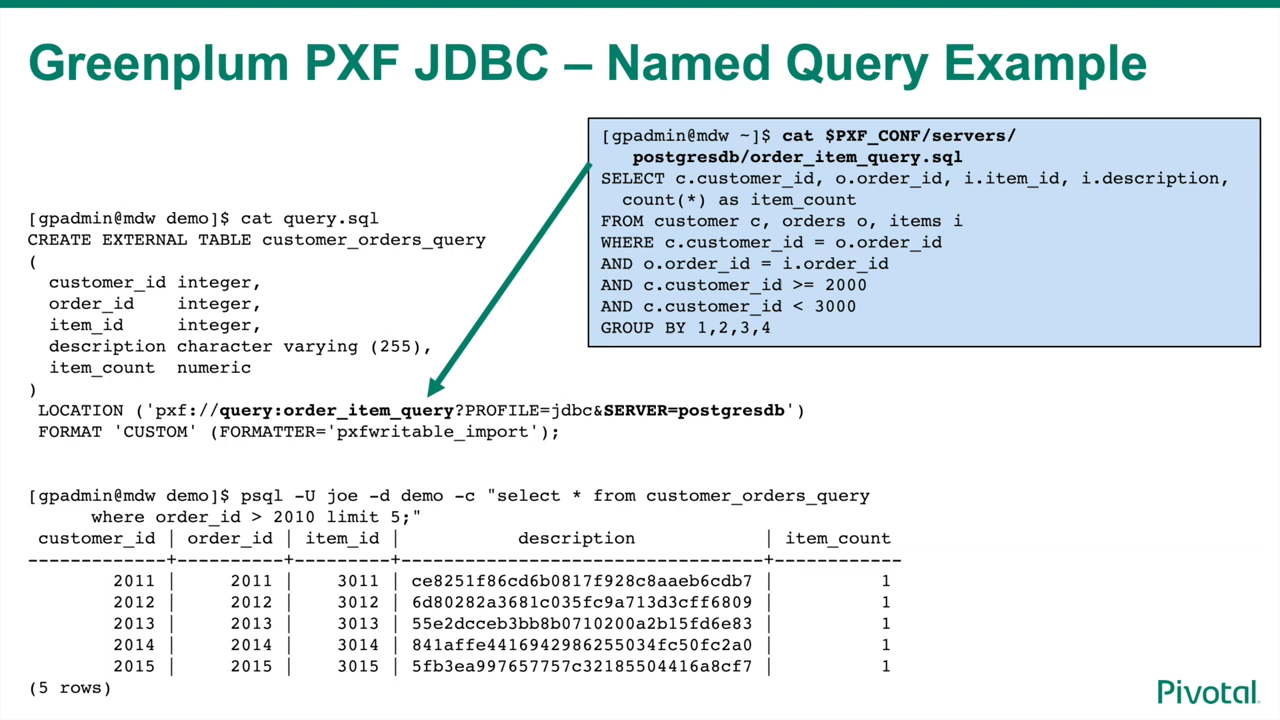 Greenplum PXF JDBC – Named Query Example
[gpadmin@mdw ~]$ cat $PXF_CONF/servers/
postgresdb/order_item_query.sql
SELECT c.customer_id, o.order_id, i.item_id, i.description,
count(*) as item_count
FROM customer c, orders o, items i
WHERE c.customer_id = o.order_id
AND o.order_id = i.order_id
AND c.customer_id >= 2000
AND c.customer_id < 3000
GROUP BY 1,2,3,4
[gpadmin@mdw demo]$ cat query.sql
CREATE EXTERNAL TABLE customer_orders_query
(
customer_id integer,
order_id integer,
item_id integer,
description character varying (255),
item_count numeric
)
LOCATION ('pxf://query:order_item_query?PROFILE=jdbc&SERVER=postgresdb')
FORMAT 'CUSTOM' (FORMATTER='pxfwritable_import');
[gpadmin@mdw demo]$ psql -U joe -d demo -c "select * from customer_orders_query
where order_id > 2010 limit 5;"
customer_id | order_id | item_id | description | item_count
-------------+----------+---------+----------------------------------+------------
2011 | 2011 | 3011 | ce8251f86cd6b0817f928c8aaeb6cdb7 | 1
2012 | 2012 | 3012 | 6d80282a3681c035fc9a713d3cff6809 | 1
2013 | 2013 | 3013 | 55e2dcceb3bb8b0710200a2b15fd6e83 | 1
2014 | 2014 | 3014 | 841affe4416942986255034fc50fc2a0 | 1
2015 | 2015 | 3015 | 5fb3ea997657757c32185504416a8cf7 | 1
(5 rows)
Pivotal